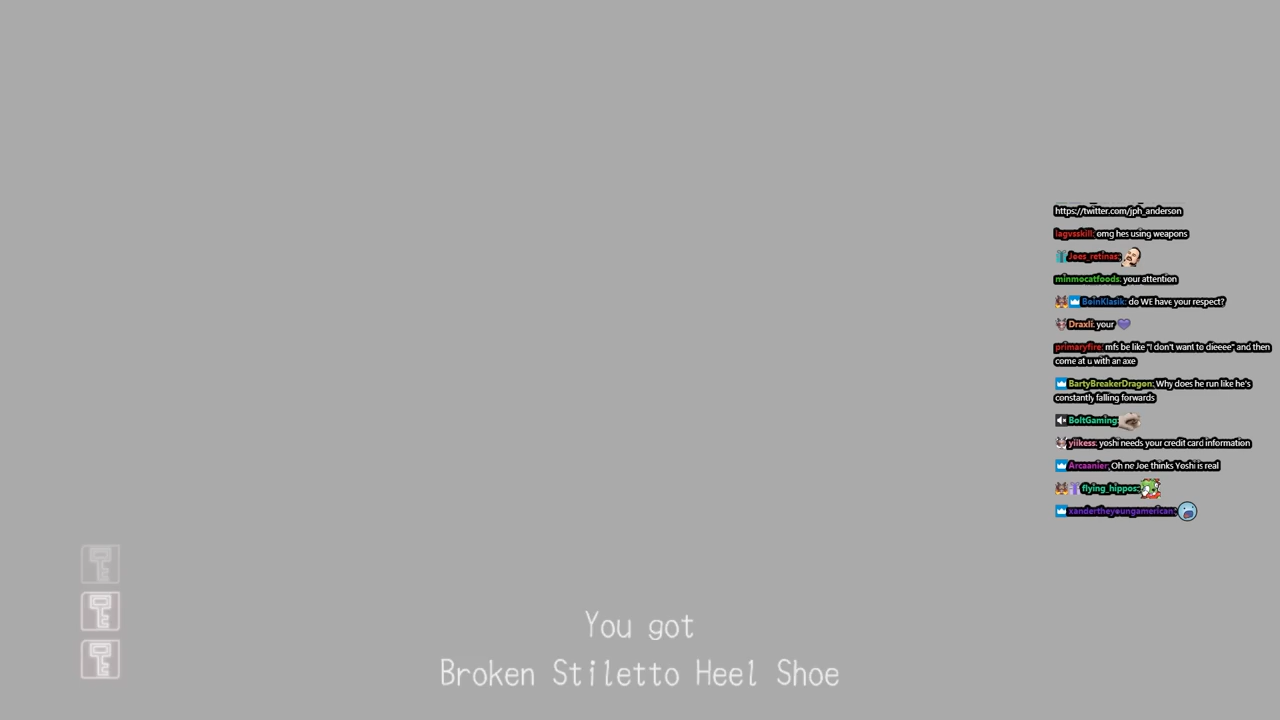 https://twitter.com/jph_anderson
lagvsskill: omg hes using weapons
Joes_retinas:
minmocatfoods: your attention
BoinKlasik: do WE have your respect?
Draxli: your
primaryfire: mfs be like "I don't want to dieeee" and then
come at u with an axe
BartyBreakerDragon: Why does he run like he's
constantly falling forwards
BoltGaming:
yiikess: yoshi needs your credit card information
Arcaanier: Oh no Joe thinks Yoshi is real
flying_hippos:
xandertheyoungamerican:
You got
Broken Stiletto Heel Shoe